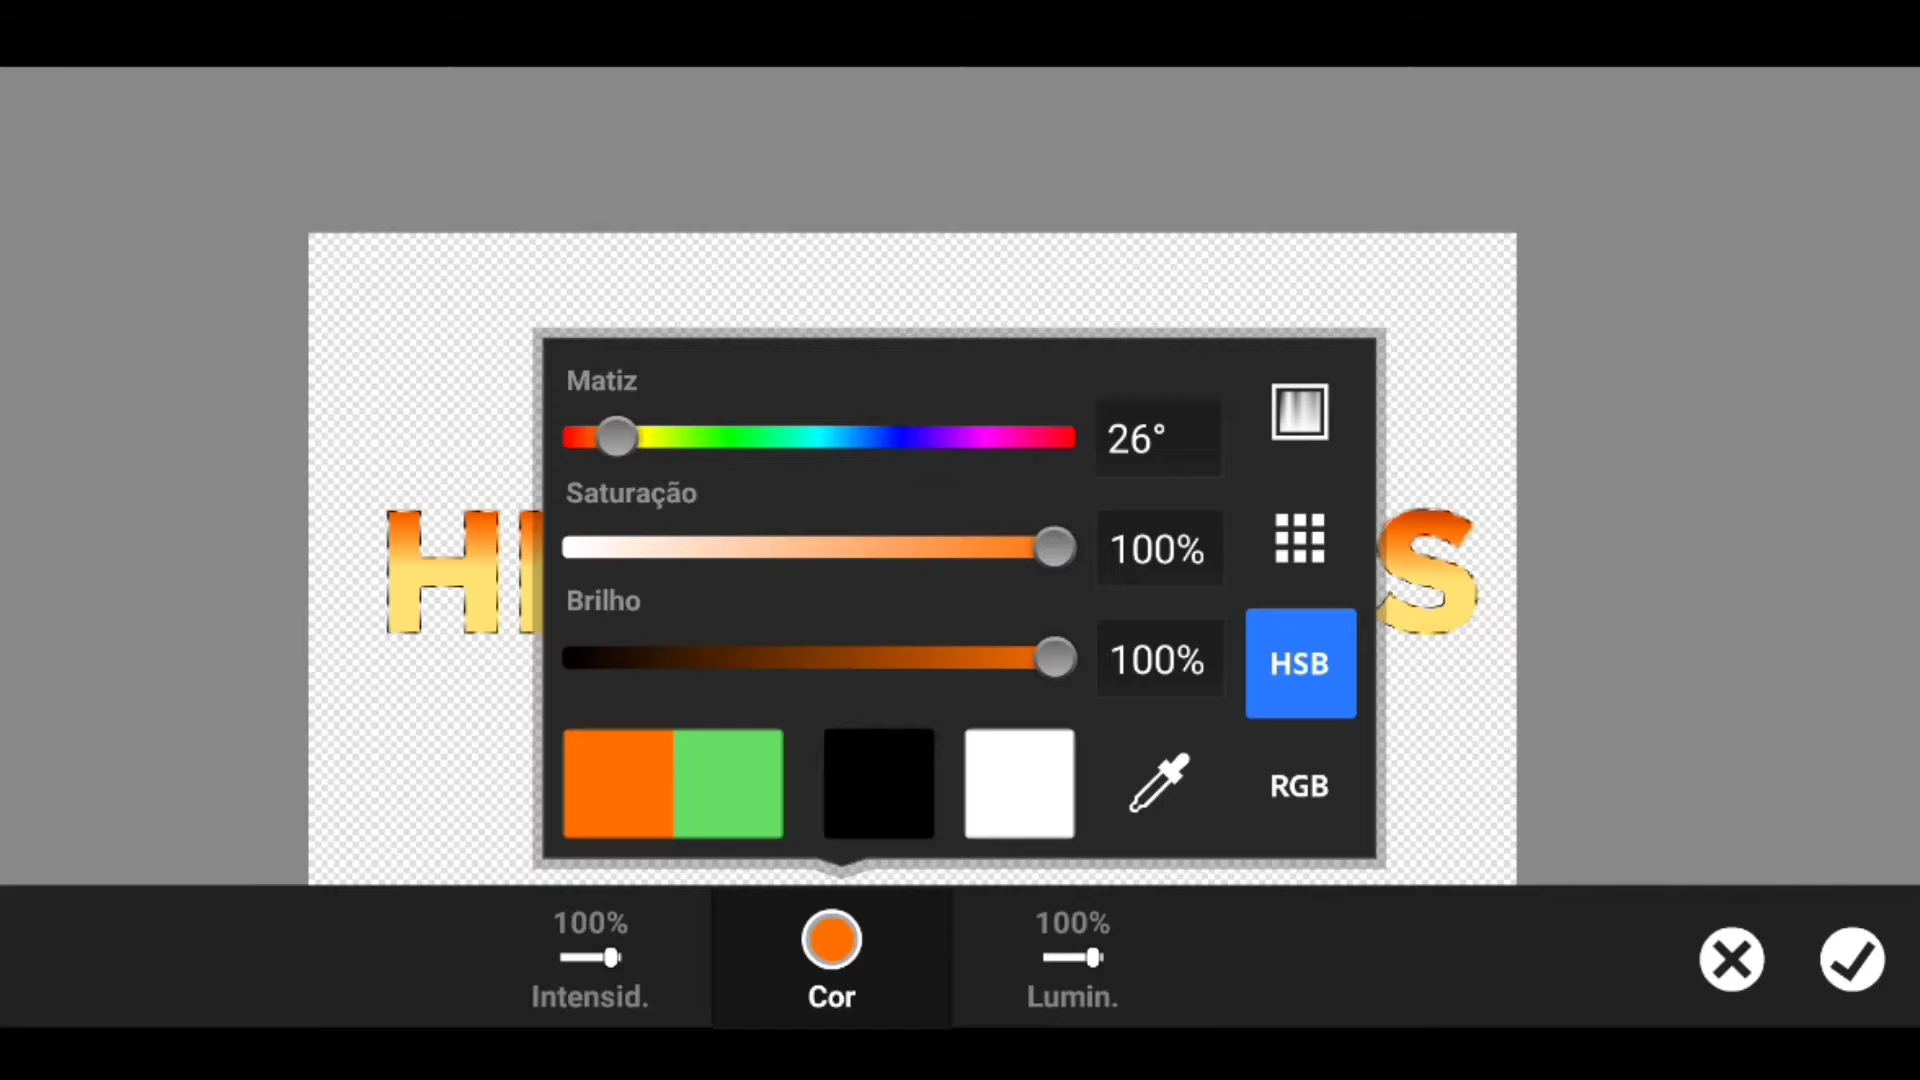 Matiz
26°
Saturação
100%
Brilho
100%
HSB
RGB
100%
Intensid.
Cor
100%
Lumin.